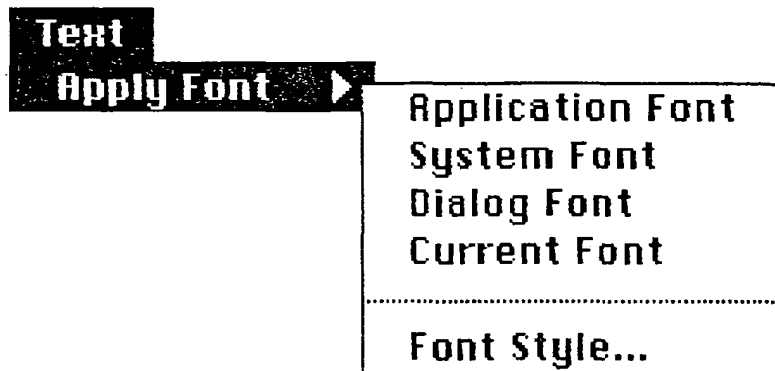 Text
Apply Font
Application Font
System Font
Dialog Font
Current Font
Font Style...